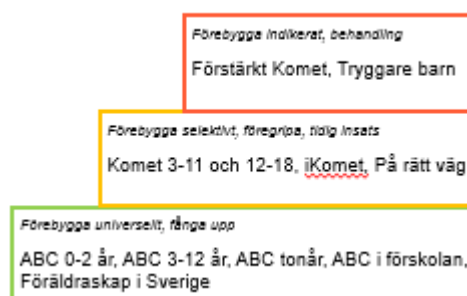 Förebygga indikerat, behandling
Förstärkt Komet, Tryggare barn
Förebygga selektivt, föregripa, tidig insats
Komet 3-11 och 12-18, iKomet, På rätt väg
Förebygga universellt, fånga upp
ABC 0-2 år, ABC 3-12 år, ABC tonår, ABC i förskolan,
Föräldraskap i Sverige